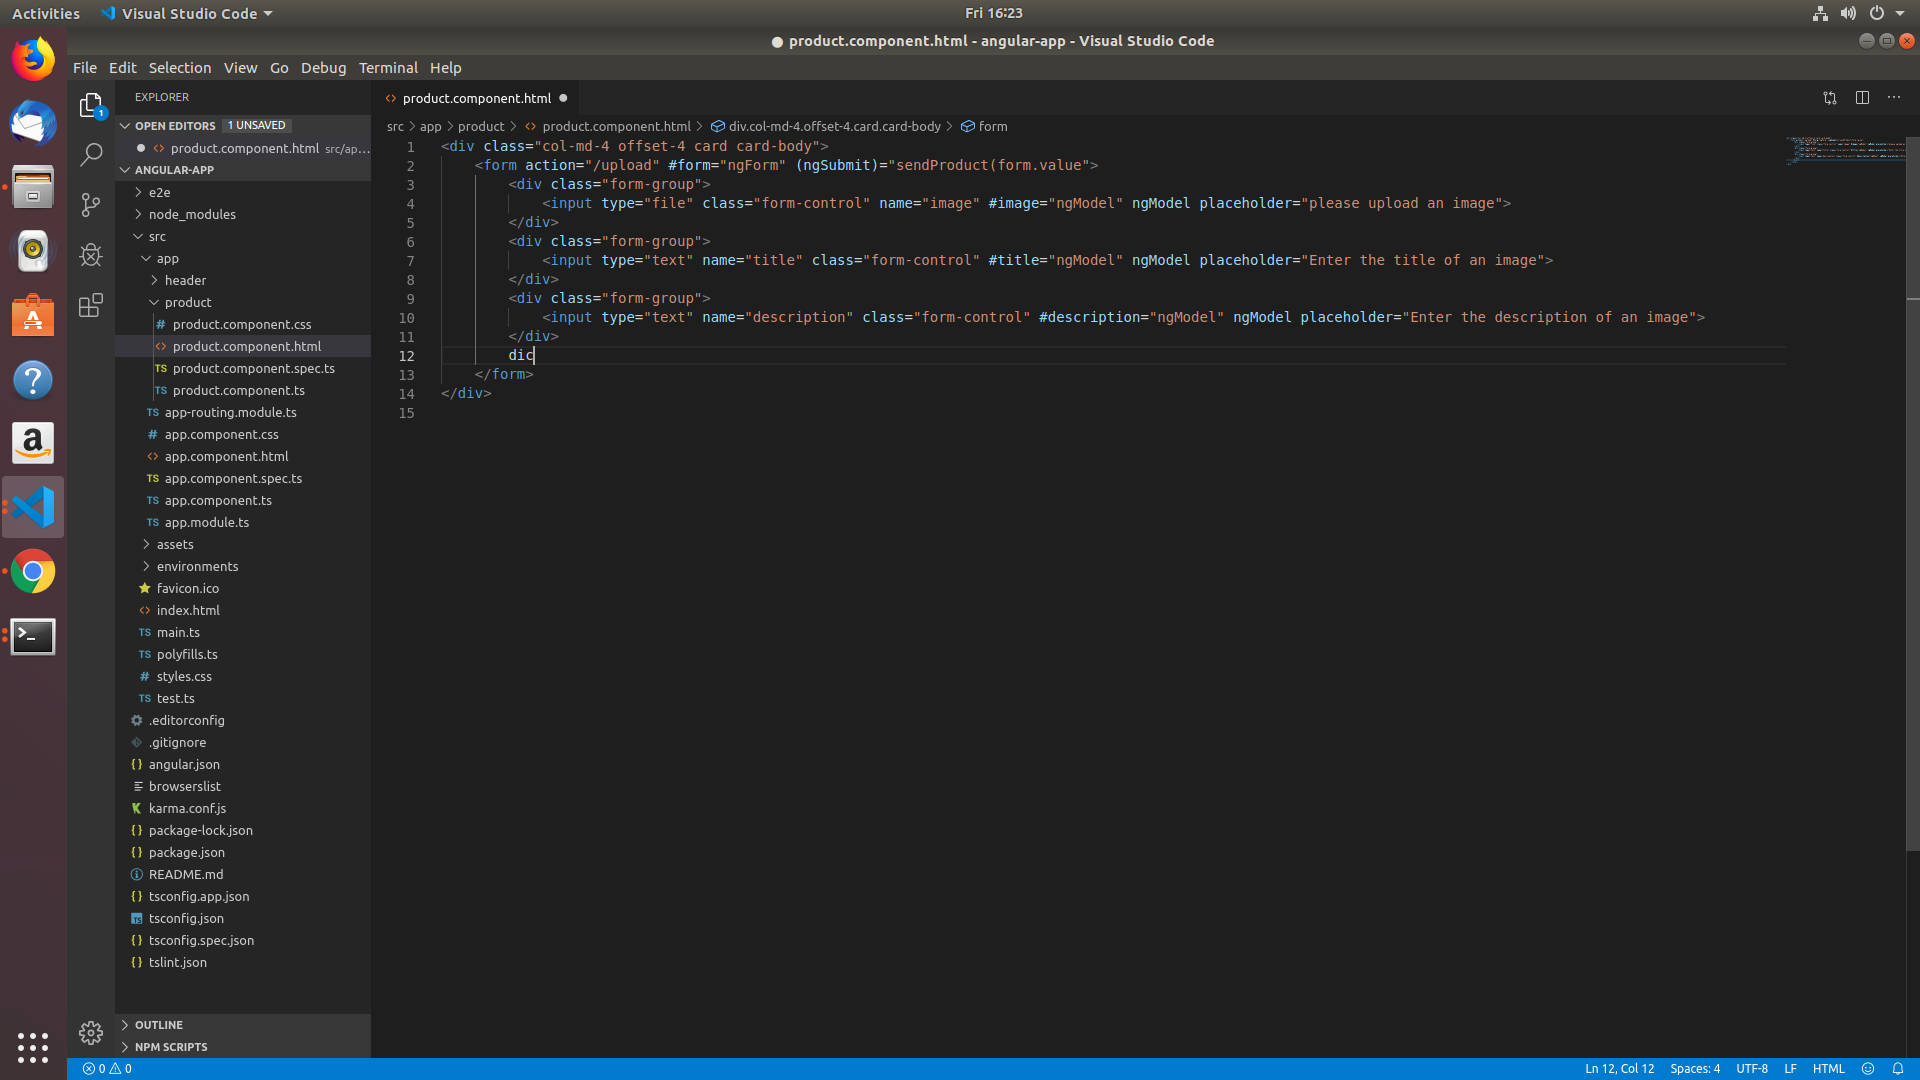 Activities
Visual Studio Code
Fri 16:23
● product.component.html - angular-app - Visual Studio Code
File Edit Selection View Go Debug Terminal Help
1
EXPLORER
OPEN EDITORS 1 UNSAVED
product.component.html src/ap...
ANGULAR-APP
e2e
node_modules
src
app
header
product
# product.component.css
<> product.component.html
TS product.component.spec.ts
TS product.component.ts
TS app-routing.module.ts
# app.component.css
<> app.component.html
TS app.component.spec.ts
TS app.component.ts
TS app.module.ts
assets
environments
favicon.ico
<> index.html
TS main.ts
TS polyfills.ts
# styles.css
TS test.ts
.editorconfig
.gitignore
{} angular.json
browserslist
karma.conf.js
{} package-lock.json
{} package.json
README.md
{} tsconfig.app.json
TS tsconfig.json
{} tsconfig.spec.json
{} tslint.json
OUTLINE
NPM SCRIPTS
<> product.component.html ●
src > app > product > <> product.component.html > div.col-md-4.offset-4.card.card-body > form
1 <div class="col-md-4 offset-4 card card-body">
2 <form action="/upload" #form="ngForm" (ngSubmit)="sendProduct(form.value">
3 <div class="form-group">
4 <input type="file" class="form-control" name="image" #image="ngModel" ngModel placeholder="please upload an image">
5 </div>
6 <div class="form-group">
7 <input type="text" name="title" class="form-control" #title="ngModel" ngModel placeholder="Enter the title of an image">
8 </div>
9 <div class="form-group">
10 <input type="text" name="description" class="form-control" #description="ngModel" ngModel placeholder="Enter the description of an image">
11 </div>
12 dic
13 </form>
14 </div>
15
0 0
Ln 12, Col 12 Spaces: 4 UTF-8 LF HTML